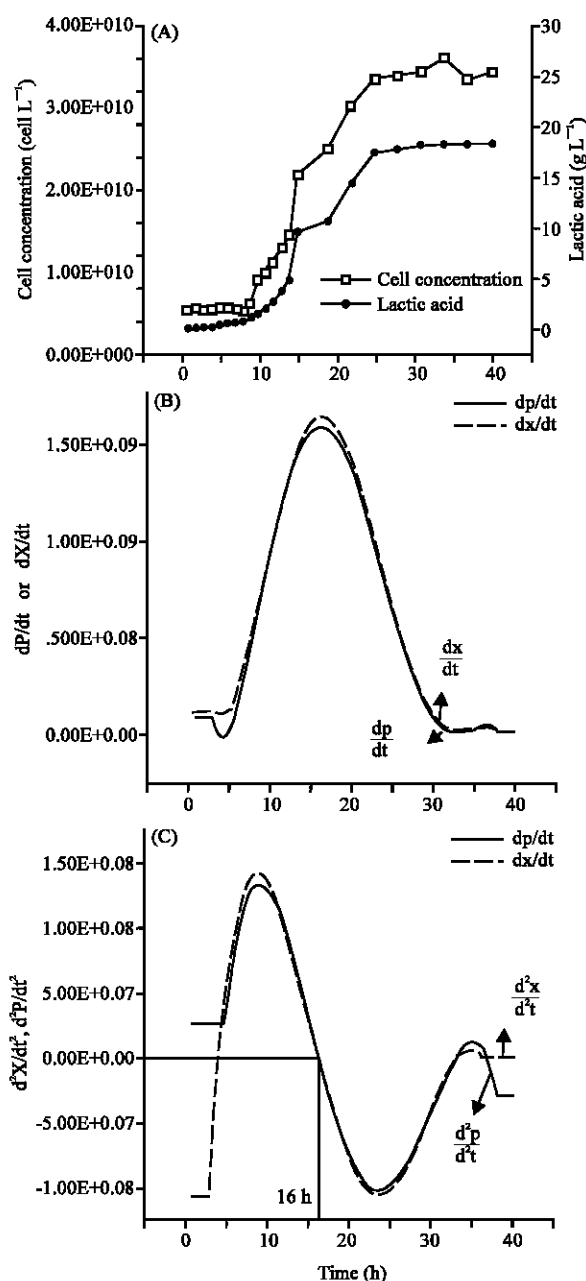 (A)
4.00E+010
3.00E+010
2.00E+010
1.00E+010
0.00E+000
Cell concentration (cell L⁻¹)
30
25
20
15
10
5
0
Lactic acid (g L⁻¹)
Cell concentration
Lactic acid
0 10 20 30 40
(B)
dp/dt
dx/dt
1.50E+0.09
1.00E+0.09
.500E+0.08
0.00E+0.00
dP/dt or dX/dt
dx
dt
dp
dt
0 10 20 30 40
(C)
dp/dt
dx/dt
1.50E+0.08
1.00E+0.08
5.00E+0.07
0.00E+0.00
-5.00E+0.07
-1.00E+0.08
d²X/dt², d²P/dt²
d²x
d²t
d²p
d²t
16 h
0 10 20 30 40
Time (h)